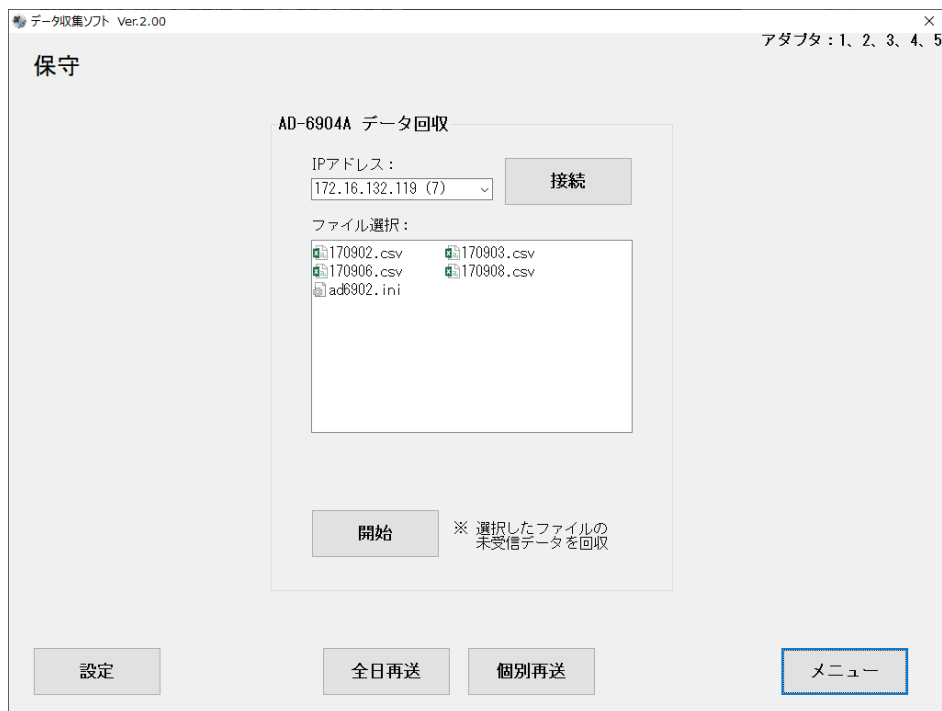 データ収集ソフト Ver.2.00
アダプタ：1、2、3、4、5
保守
AD-6904A データ回収
IPアドレス：
172.16.132.119 (7)
接続
ファイル選択：
170902.csv 170903.csv
170906.csv 170908.csv
ad6902.ini
開始
※ 選択したファイルの
未受信データを回収
設定
全日再送
個別再送
メニュー